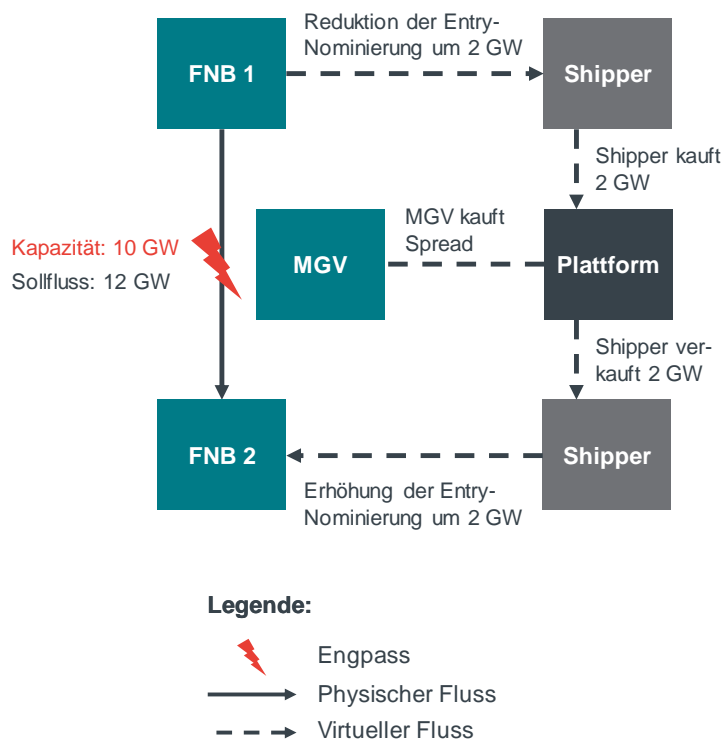 Reduktion der Entry-
Nominierung um 2 GW
FNB 1
Shipper
Shipper kauft
2 GW
MGV kauft
Spread
Kapazität: 10 GW
Sollfluss: 12 GW
MGV
Plattform
Shipper ver-
kauft 2 GW
FNB 2
Shipper
Erhöhung der Entry-
Nominierung um 2 GW
Legende:
Engpass
Physischer Fluss
Virtueller Fluss